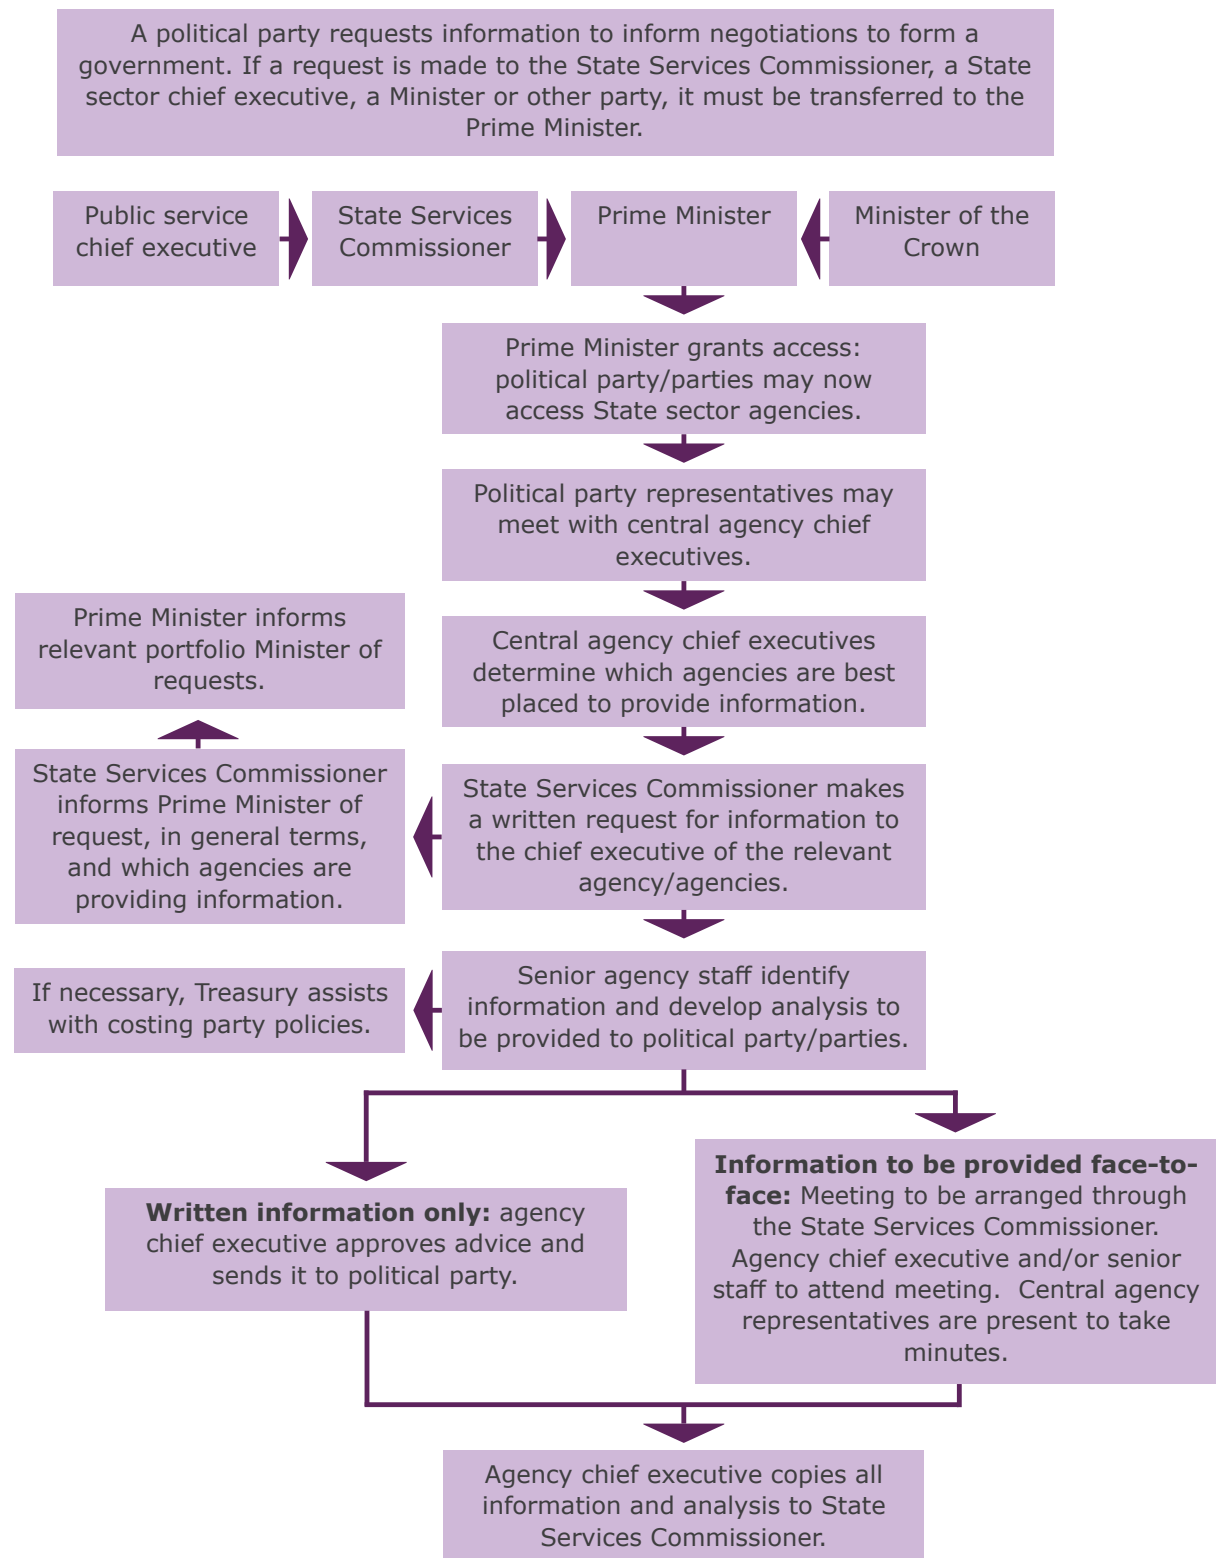 A political party requests information to inform negotiations to form a
government. If a request is made to the State Services Commissioner, a State
sector chief executive, a Minister or other party, it must be transferred to the
Prime Minister.
Public service
chief executive
State Services
Commissioner
Prime Minister
Minister of the
Crown
Prime Minister grants access:
political party/parties may now
access State sector agencies.
Political party representatives may
meet with central agency chief
executives.
Prime Minister informs
relevant portfolio Minister of
requests.
Central agency chief executives
determine which agencies are best
placed to provide information.
State Services Commissioner
informs Prime Minister of
request, in general terms,
and which agencies are
providing information.
State Services Commissioner makes
a written request for information to
the chief executive of the relevant
agency/agencies.
If necessary, Treasury assists
with costing party policies.
Senior agency staff identify
information and develop analysis to
be provided to political party/parties.
Written information only: agency
chief executive approves advice and
sends it to political party.
Information to be provided face-to-
face: Meeting to be arranged through
the State Services Commissioner.
Agency chief executive and/or senior
staff to attend meeting.  Central agency
representatives are present to take
minutes.
Agency chief executive copies all
information and analysis to State
Services Commissioner.